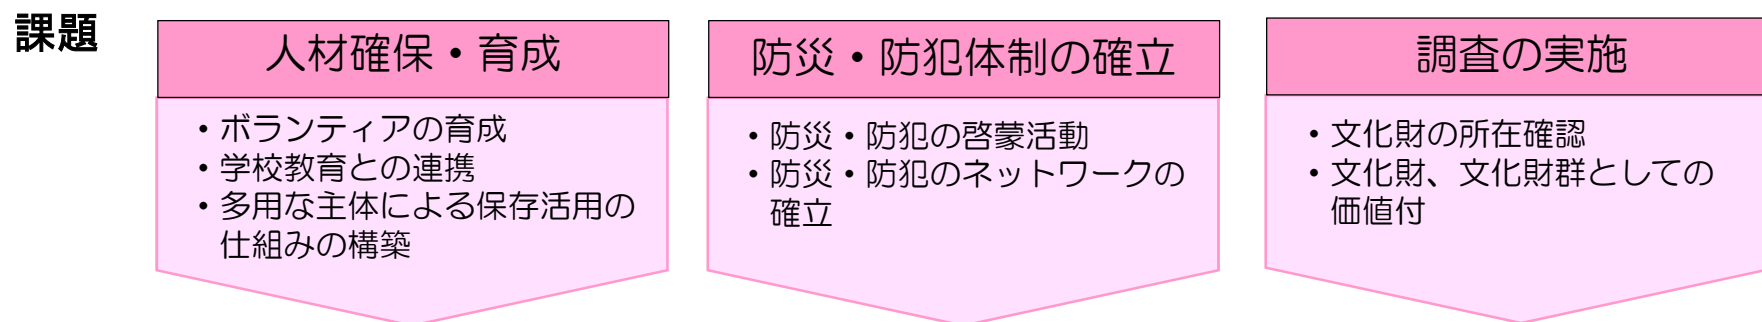 課題
人材確保・育成
・ボランティアの育成
・学校教育との連携
・多用な主体による保存活用の
仕組みの構築
防災・防犯体制の確立
・防災・防犯の啓蒙活動
・防災・防犯のネットワークの
確立
調査の実施
・文化財の所在確認
・文化財、文化財群としての
価値付